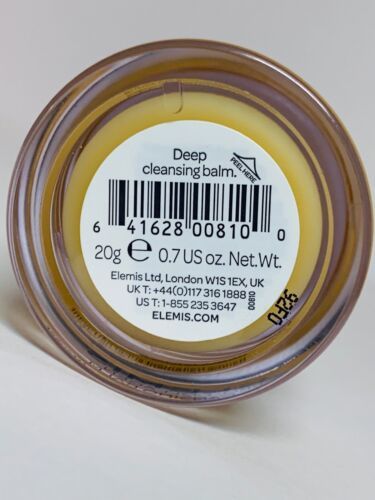 Deep
cleansing balm.
PEEL HERE
6 41628 00810 0
20g ℮ 0.7 US oz. Net.Wt.
Elemis Ltd, London W1S 1EX, UK
UK T: +44(0)117 316 1888
US T: 1-855 235 3647
ELEMIS.COM
00810